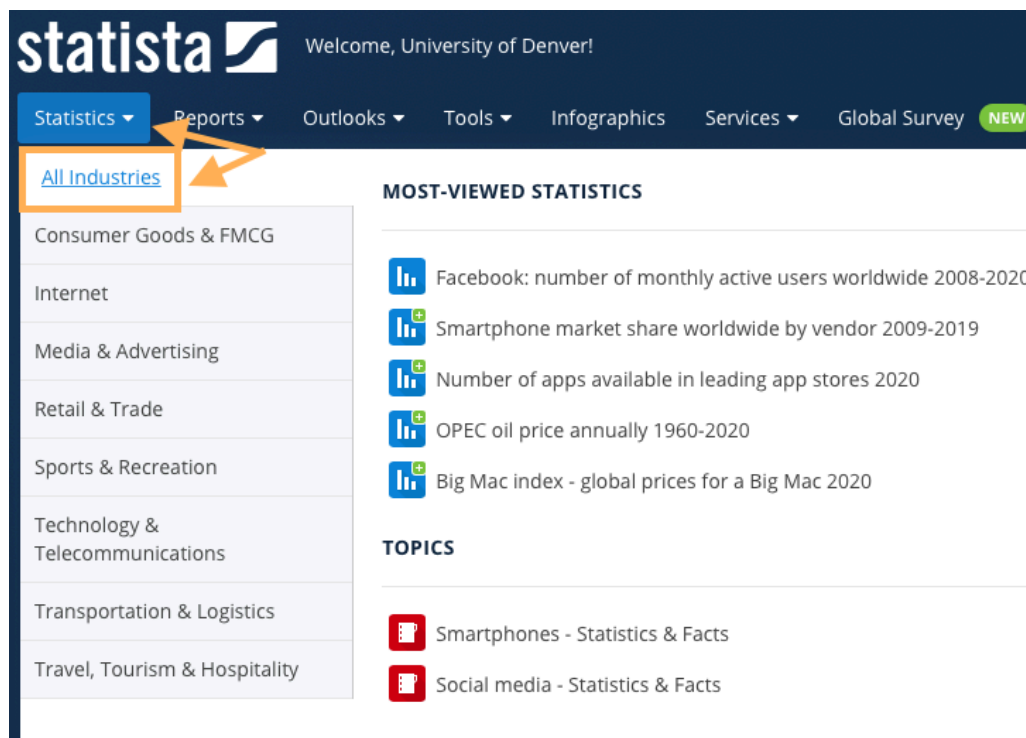 statista
Welcome, University of Denver!
Statistics Reports Outlooks Tools Infographics Services Global Survey NEW
All Industries
Consumer Goods & FMCG
Internet
Media & Advertising
Retail & Trade
Sports & Recreation
Technology &
Telecommunications
Transportation & Logistics
Travel, Tourism & Hospitality
MOST-VIEWED STATISTICS
Facebook: number of monthly active users worldwide 2008-2020
Smartphone market share worldwide by vendor 2009-2019
Number of apps available in leading app stores 2020
OPEC oil price annually 1960-2020
Big Mac index - global prices for a Big Mac 2020
TOPICS
Smartphones - Statistics & Facts
Social media - Statistics & Facts